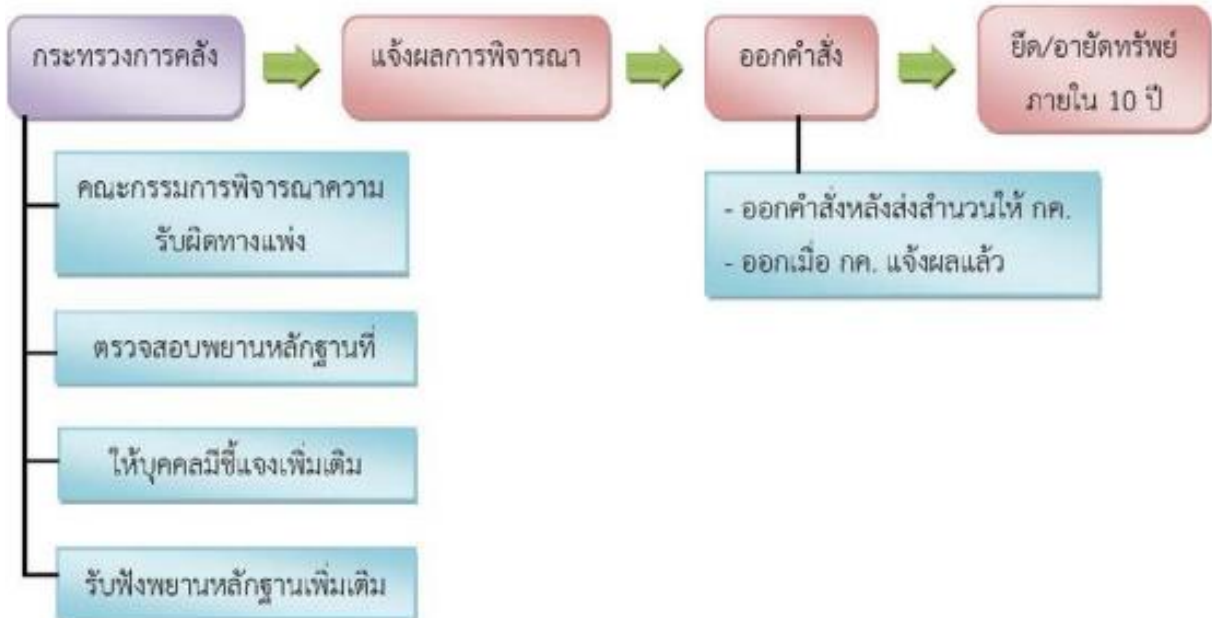 กระทรวงการคลัง
แจ้งผลการพิจารณา
ออกคำสั่ง
ยึด/อายัดทรัพย์
ภายใน 10 ปี
คณะกรรมการพิจารณาความ
รับผิดทางแพ่ง
- ออกคำสั่งหลังส่งสำนวนให้ กค.
- ออกเมื่อ กค. แจ้งผลแล้ว
ตรวจสอบพยานหลักฐานที่
ให้บุคคลมีชี้แจงเพิ่มเติม
รับฟังพยานหลักฐานเพิ่มเติม